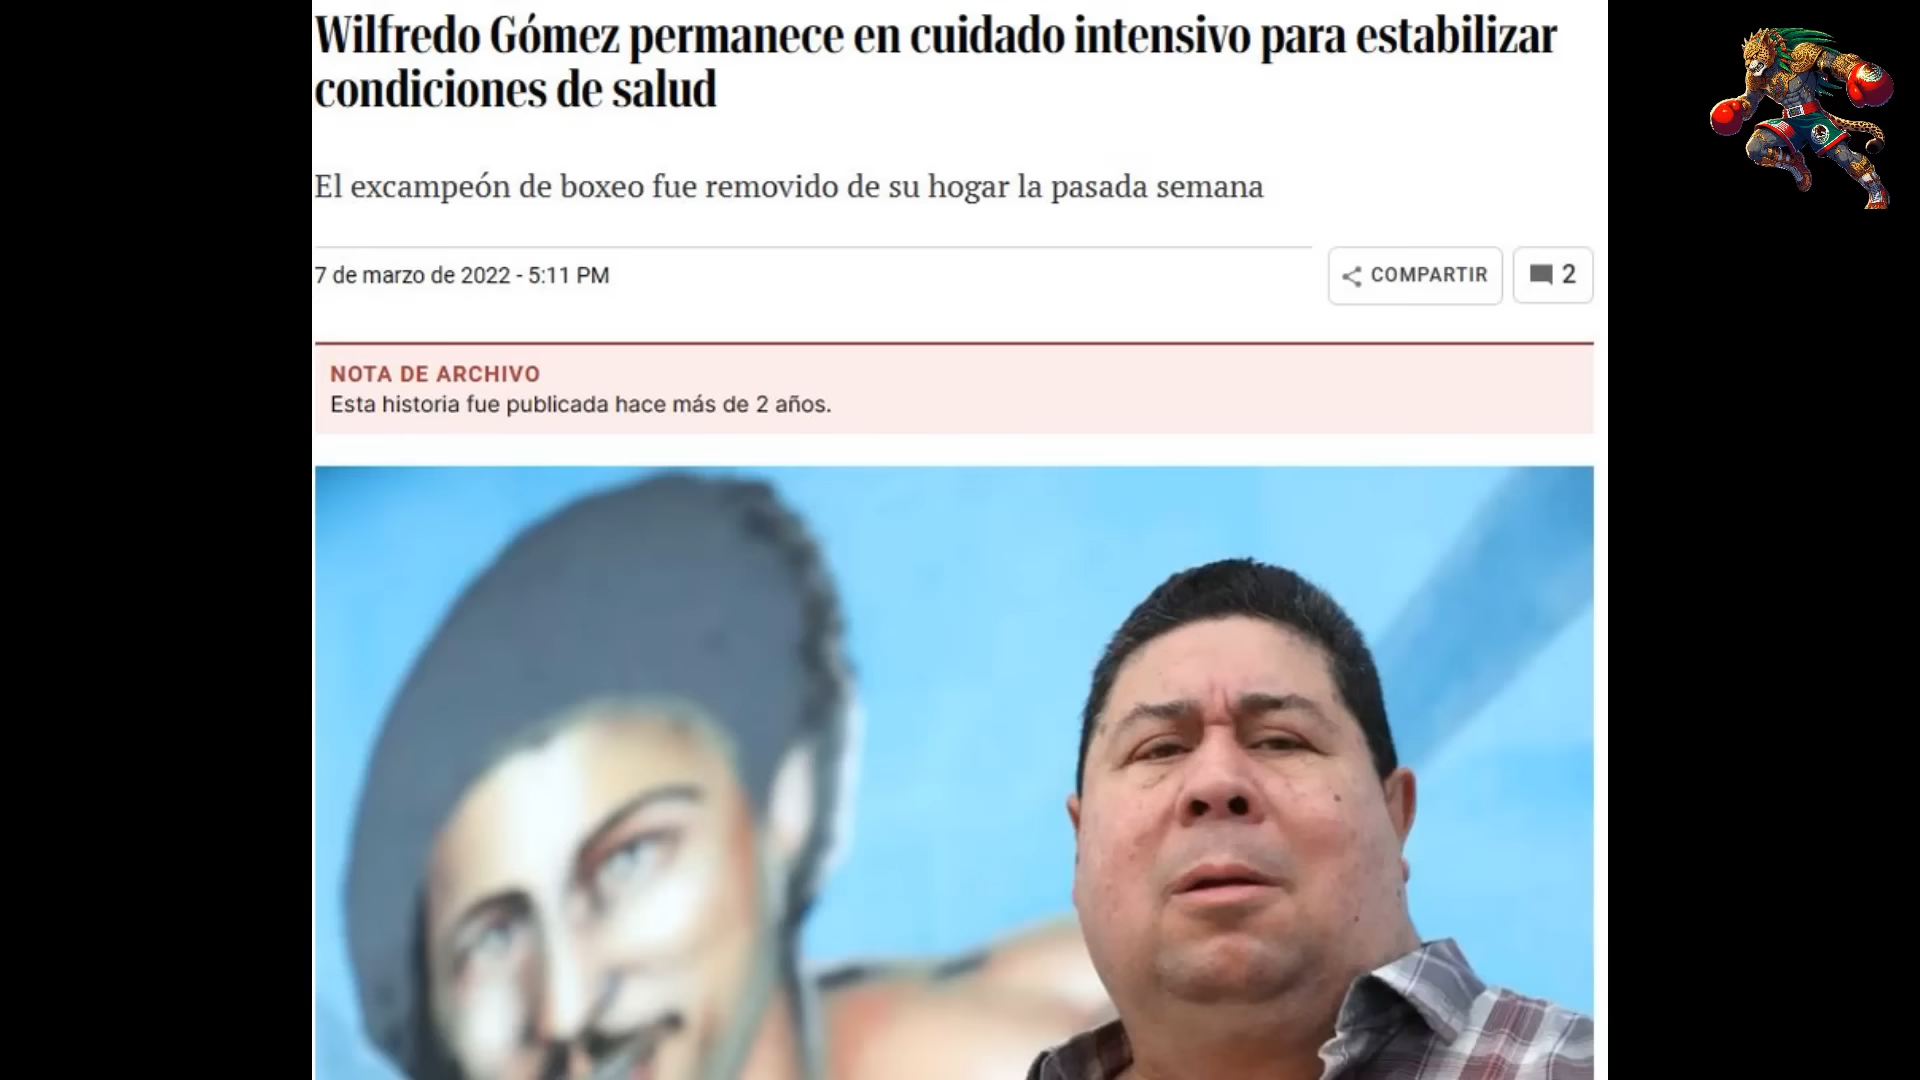 Wilfredo Gómez permanece en cuidado intensivo para estabilizar
condiciones de salud
El excampeón de boxeo fue removido de su hogar la pasada semana
7 de marzo de 2022 - 5:11 PM
COMPARTIR
2
NOTA DE ARCHIVO
Esta historia fue publicada hace más de 2 años.